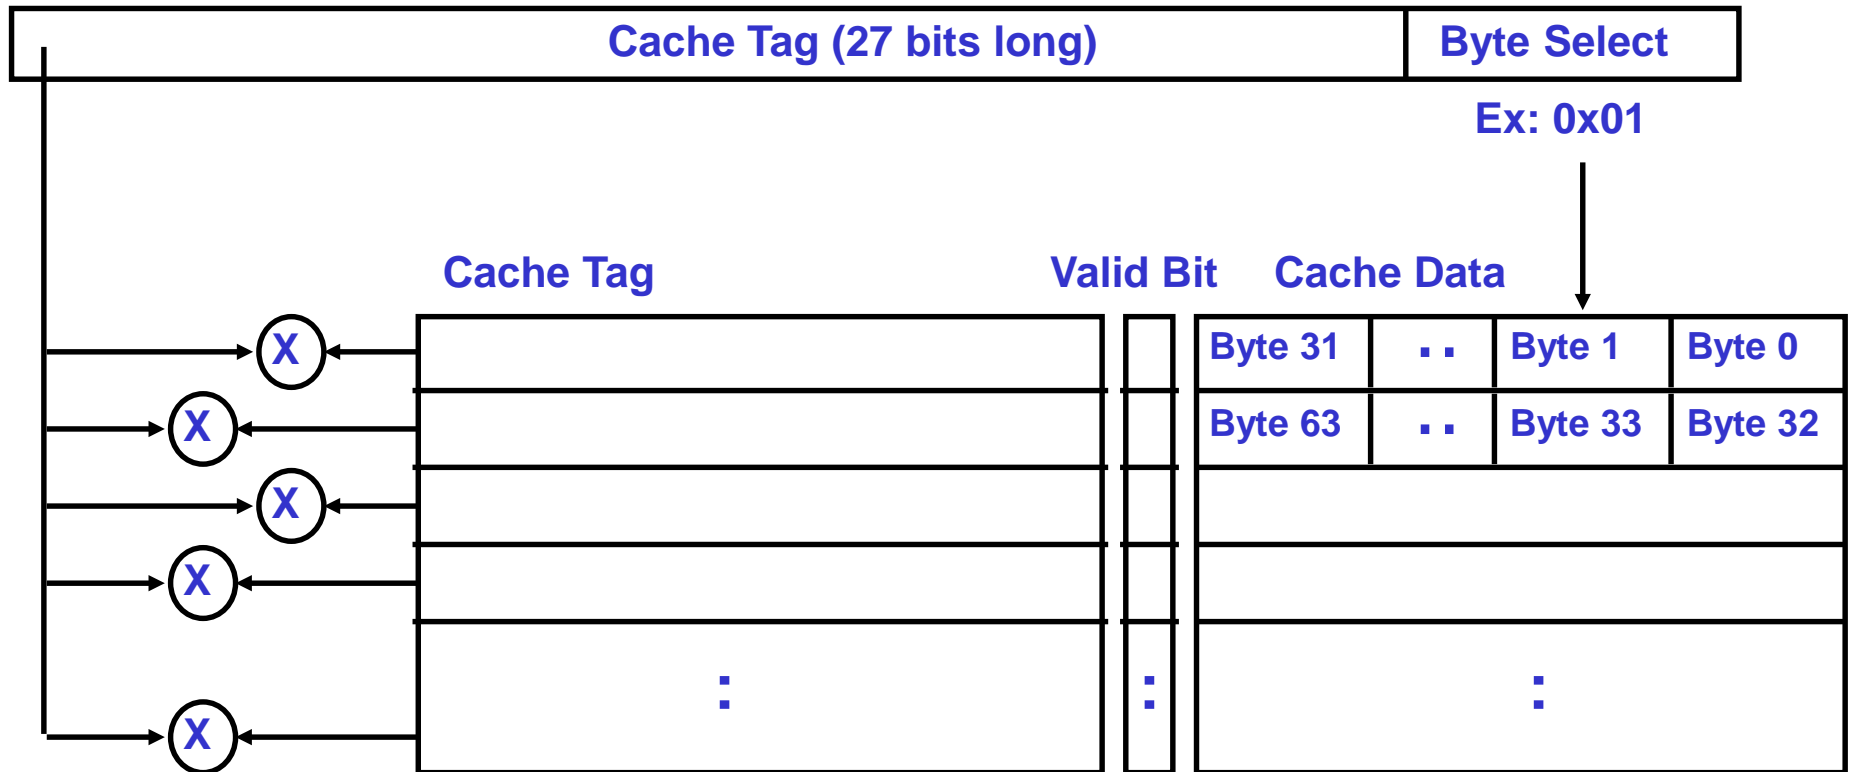 Cache Tag (27 bits long) Byte Select
Ex: 0x01
Cache Tag Valid Bit Cache Data
X Byte 31 .. Byte 1 Byte 0
X Byte 63 .. Byte 33 Byte 32
X
X
: : :
X